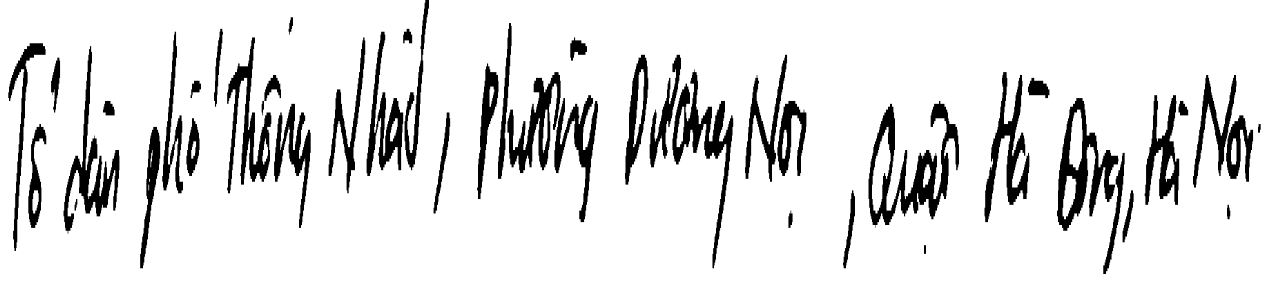 Tổ dân phố Thống Nhất, Phường Dương Nội, Quận Hà Đông, Hà Nội